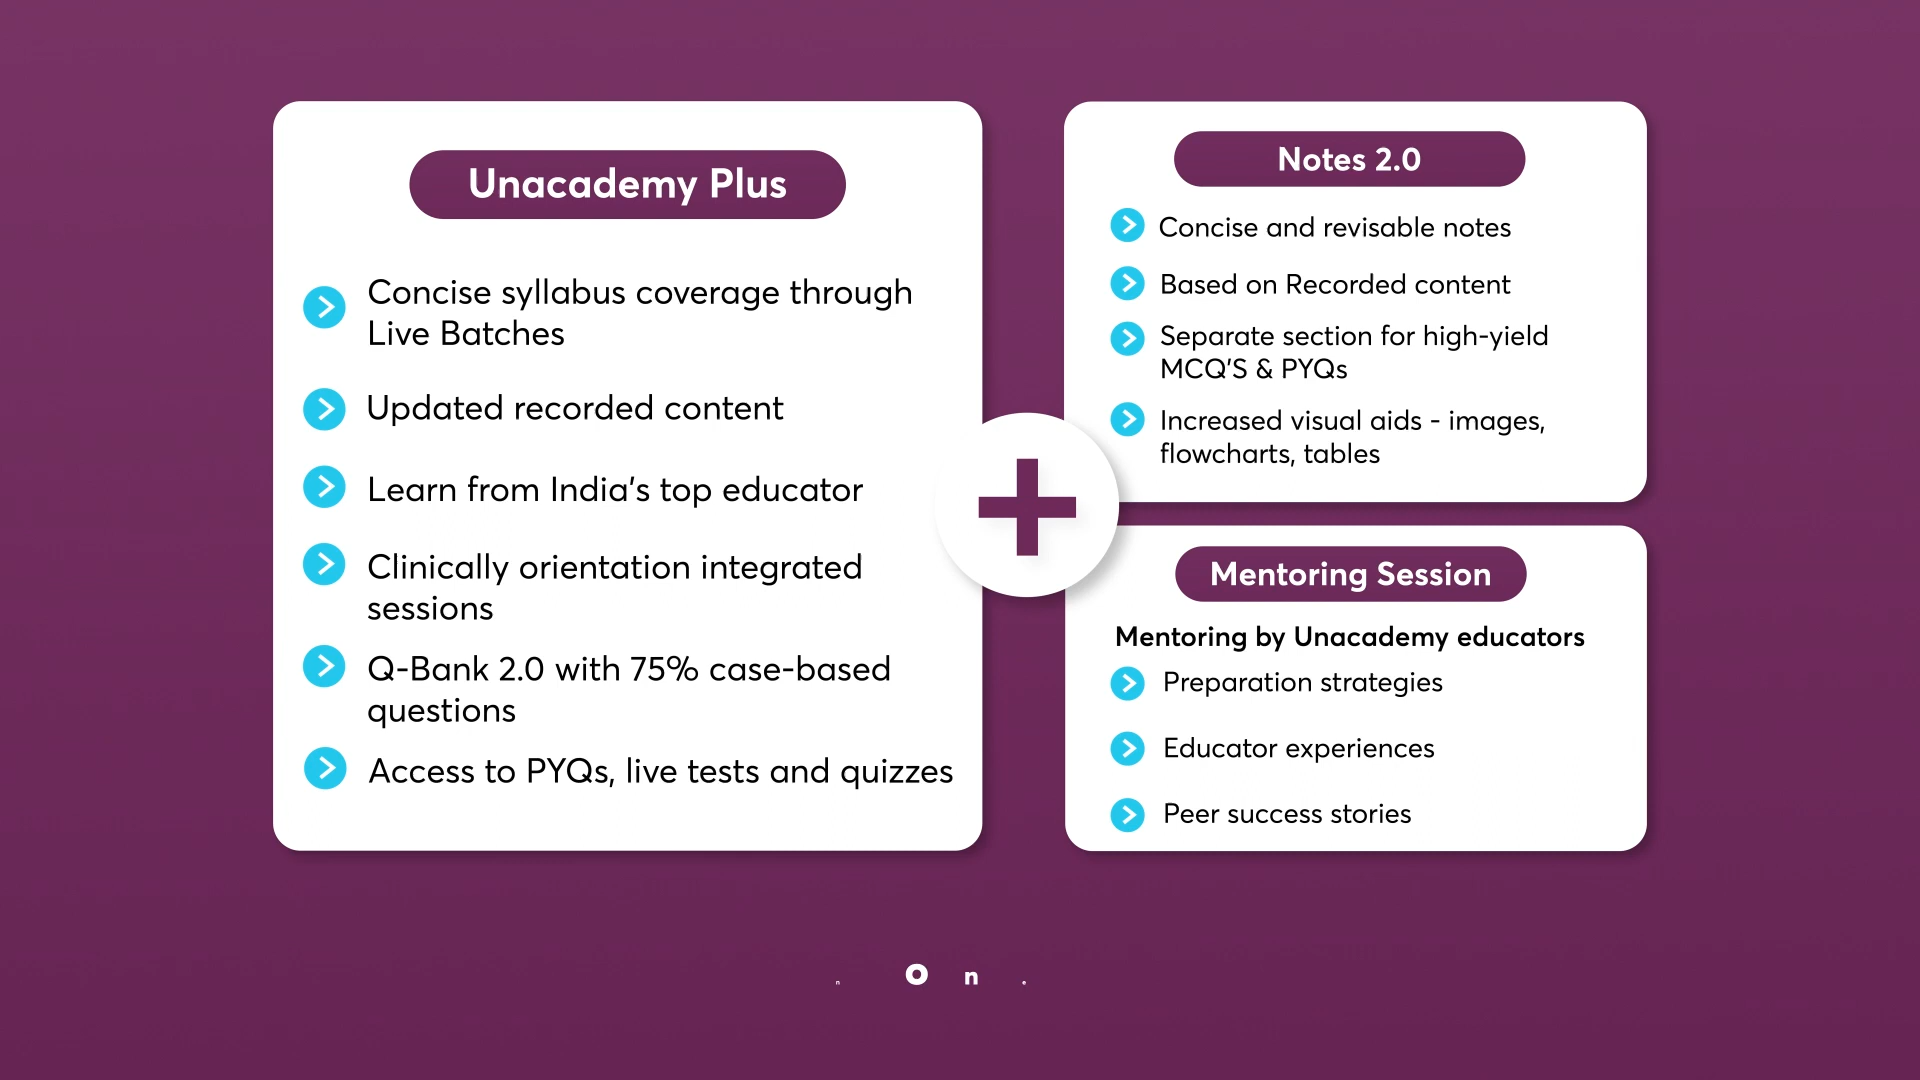 Unacademy Plus
Concise syllabus coverage through
Live Batches
Updated recorded content
Learn from India's top educator
Clinically orientation integrated
sessions
Q-Bank 2.0 with 75% case-based
questions
Access to PYQs, live tests and quizzes
Notes 2.0
Concise and revisable notes
Based on Recorded content
Separate section for high-yield
MCQ'S & PYQs
Increased visual aids - images,
flowcharts, tables
Mentoring Session
Mentoring by Unacademy educators
Preparation strategies
Educator experiences
Peer success stories
O n